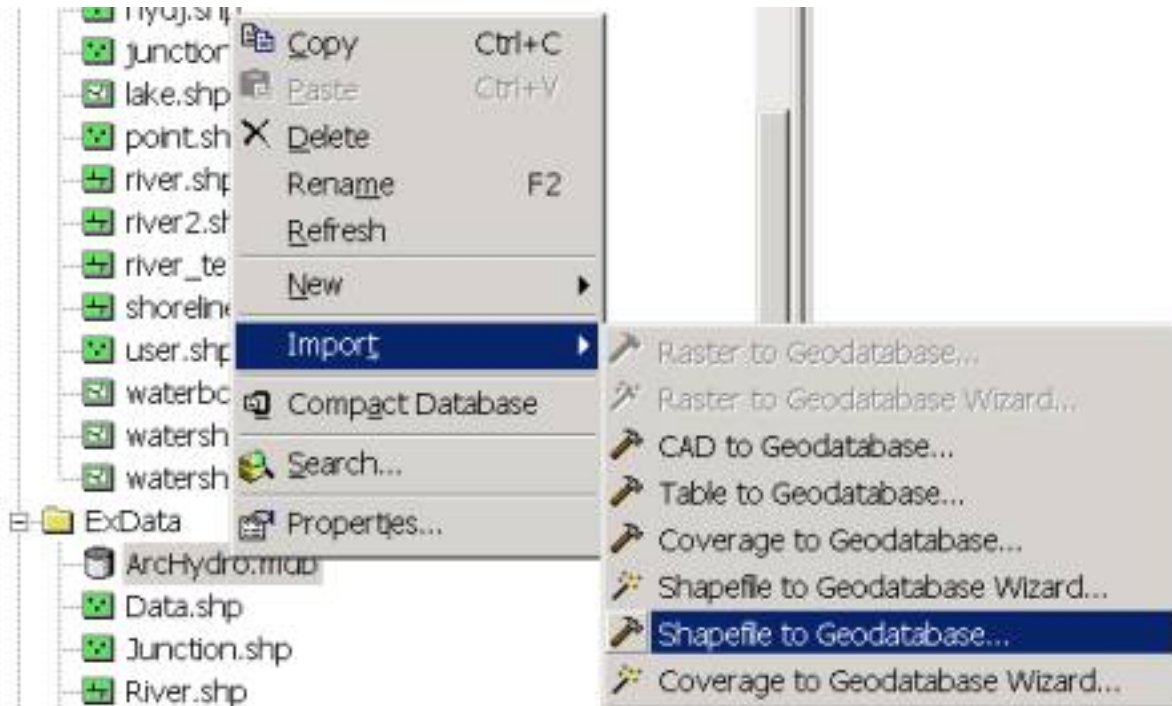 junction
lake.shp
point.sh
river.shp
river2.sh
river_te
shoreline
user.shp
waterbo
watersh
watersh
ExData
ArcHydro.mdb
Data.shp
Junction.shp
River.shp
Copy Ctrl+C
Paste Ctrl+V
Delete
Rename F2
Refresh
New
Import
Compact Database
Search...
Properties...
Raster to Geodatabase...
Raster to Geodatabase Wizard...
CAD to Geodatabase...
Table to Geodatabase...
Coverage to Geodatabase...
Shapefile to Geodatabase Wizard...
Shapefile to Geodatabase...
Coverage to Geodatabase Wizard...